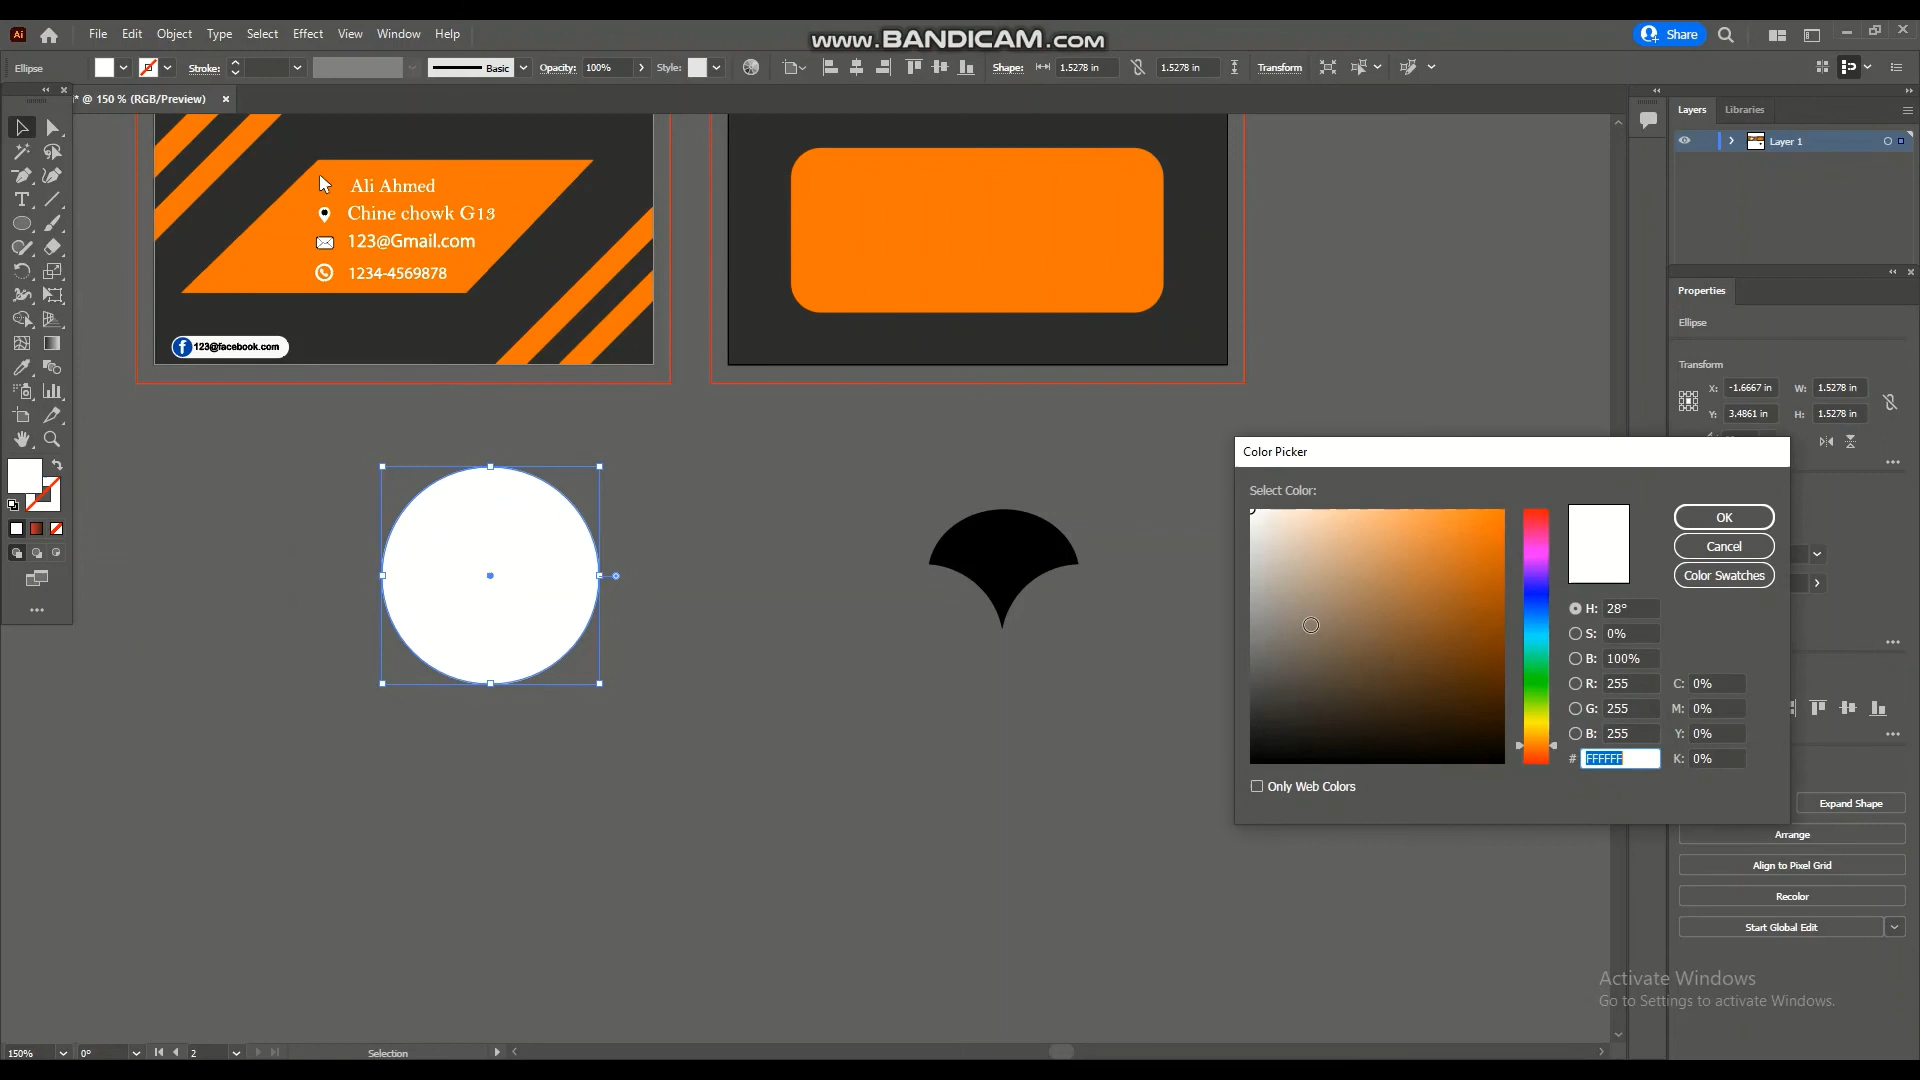 www.BANDICAM.com
Ai File Edit Object Type Select Effect View Window Help
Share
Ellipse Stroke: Basic Opacity: 100% Style: Shape: 1.5278 in 1.5278 in Transform
* @ 150 % (RGB/Preview) ×
Layers Libraries
Layer 1
Ali Ahmed
Chine chowk G13
123@Gmail.com
1234-4569878
f 123@facebook.com
Properties
Ellipse
Transform
X: -1.6667 in W: 1.5278 in
Y: 3.4861 in H: 1.5278 in
Color Picker
Select Color:
OK
Cancel
Color Swatches
H: 28°
S: 0%
B: 100%
R: 255 C: 0%
G: 255 M: 0%
B: 255 Y: 0%
# FFFFFF K: 0%
Only Web Colors
Expand Shape
Arrange
Align to Pixel Grid
Recolor
Start Global Edit
Activate Windows
Go to Settings to activate Windows.
150% 0° 2 Selection